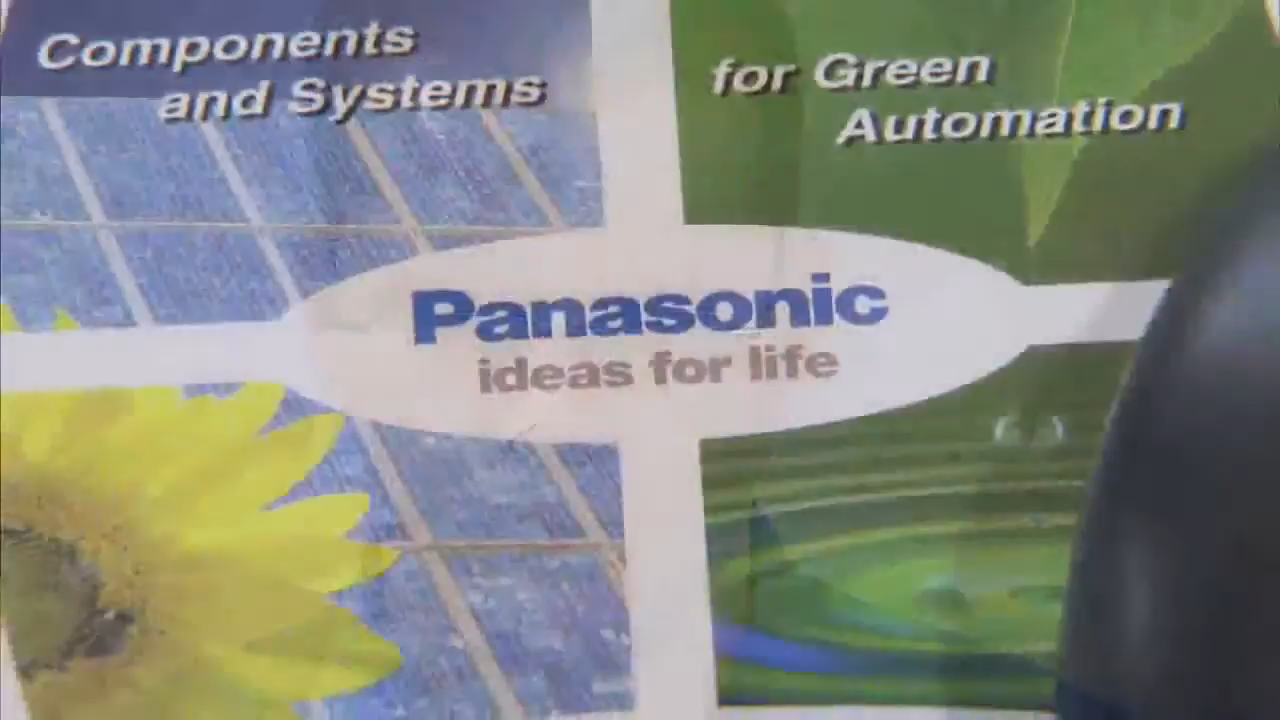 Components
and Systems
for Green
Automation
Panasonic
ideas for life